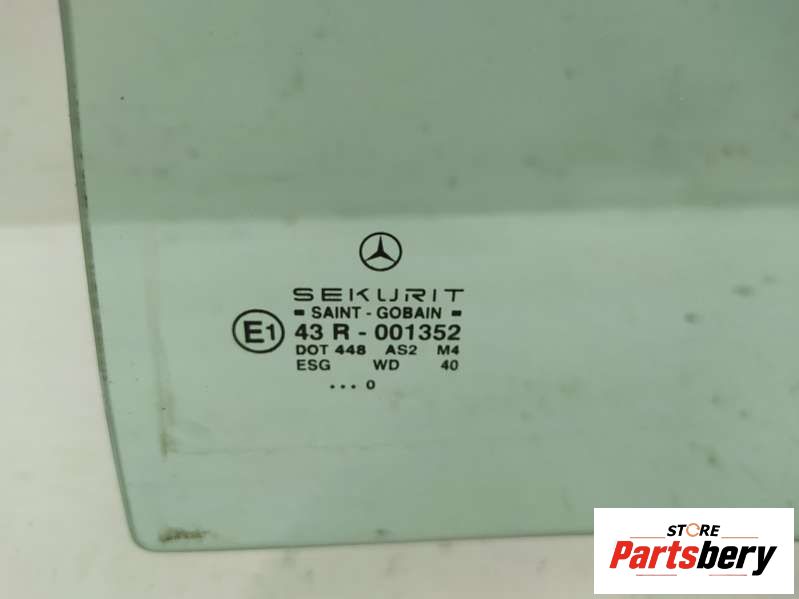 SEKURIT
SAINT - GOBAIN
E1 43 R - 001352
DOT 448 AS2 M4
ESG WD 40
... 0
STORE
Partsbery